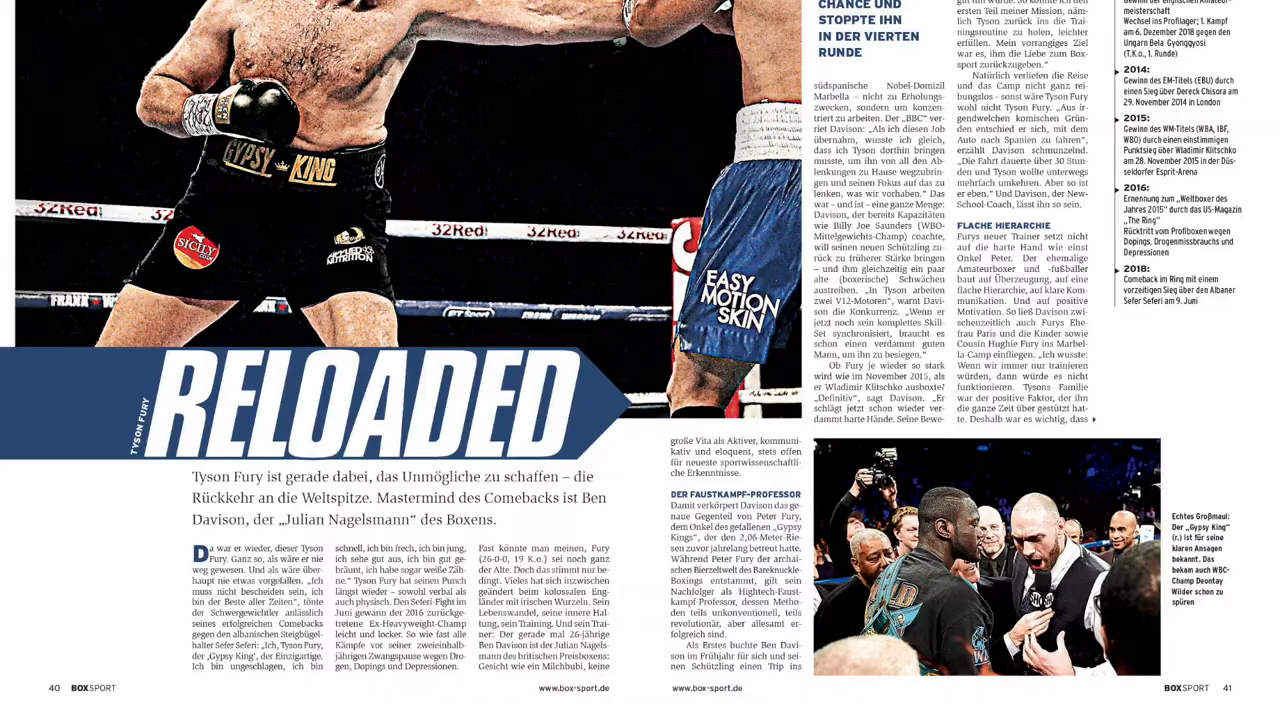 GYPSY KING
32Red
32
32Red
32Red
32Red
SICILY
NUTRITION
FRANK W
BT Sport
EASY
MOTION
SKIN
TYSON FURY
RELOADED
Tyson Fury ist gerade dabei, das Unmögliche zu schaffen – die
Rückkehr an die Weltspitze. Mastermind des Comebacks ist Ben
Davison, der „Julian Nagelsmann“ des Boxens.
Da war er wieder, dieser Tyson
Fury. Ganz so, als wäre er nie
weg gewesen. Und als wäre über-
haupt nie etwas vorgefallen. „Ich
muss nicht bescheiden sein, ich
bin der Beste aller Zeiten“, tönte
der Schwergewichtler anlässlich
seines erfolgreichen Comebacks
gegen den albanischen Steigbügel-
halter Sefer Seferi: „Ich, Tyson Fury,
der ‚Gypsy King‘, der Einzigartige.
Ich bin ungeschlagen, ich bin
schnell, ich bin frech, ich bin jung,
ich sehe gut aus, ich bin gut ge-
bräunt, ich habe sogar weiße Zäh-
ne.“ Tyson Fury hat seinen Punch
längst wieder – sowohl verbal als
auch physisch. Den Seferi-Fight im
Juni gewann der 2016 zurückge-
tretene Ex-Heavyweight-Champ
leicht und locker. So wie fast alle
Kämpfe vor seiner zweieinhalb-
jährigen Zwangspause wegen Dro-
gen, Dopings und Depressionen.
Fast könnte man meinen, Fury
(26-0-0, 19 K.o.) sei noch ganz
der Alte. Doch das stimmt nur be-
dingt. Vieles hat sich inzwischen
geändert beim kolossalen Eng-
länder mit irischen Wurzeln. Sein
Lebenswandel, seine innere Hal-
tung, sein Training. Und sein Trai-
ner: Der gerade mal 26-jährige
Ben Davison ist der Julian Nagels-
mann des britischen Preisboxens:
Gesicht wie ein Milchbubi, keine
große Vita als Aktiver, kommuni-
kativ und eloquent, stets offen
für neueste sportwissenschaftli-
che Erkenntnisse.
DER FAUSTKAMPF-PROFESSOR
Damit verkörpert Davison das ge-
naue Gegenteil von Peter Fury,
dem Onkel des gefallenen „Gypsy
Kings“, der den 2,06-Meter-Rie-
sen zuvor jahrelang betreut hatte.
Während Peter Fury der archai-
schen Bierzeltwelt des Bareknuckle-
Boxings entstammt, gilt sein
Nachfolger als Hightech-Faust-
kampf-Professor, dessen Metho-
den teils unkonventionell, teils
revolutionär, aber allesamt er-
folgreich sind.
Als Erstes buchte Ben Davi-
son im Frühjahr für sich und sei-
nen Schützling einen Trip ins
CHANCE UND
STOPPTE IHN
IN DER VIERTEN
RUNDE
südspanische Nobel-Domizil
Marbella – nicht zu Erholungs-
zwecken, sondern um konzen-
triert zu arbeiten. Der „BBC“ ver-
riet Davison: „Als ich diesen Job
übernahm, wusste ich gleich,
dass ich Tyson dorthin bringen
musste, um ihn von all den Ab-
lenkungen zu Hause wegzubrin-
gen und seinen Fokus auf das zu
lenken, was wir vorhaben.“ Das
war – und ist – eine ganze Menge:
Davison, der bereits Kapazitäten
wie Billy Joe Saunders (WBO-
Mittelgewichts-Champ) coachte,
will seinen neuen Schützling zu-
rück zu früherer Stärke bringen
– und ihm gleichzeitig ein paar
alte (boxerische) Schwächen
austreiben. „In Tyson arbeiten
zwei V12-Motoren“, warnt Davi-
son die Konkurrenz. „Wenn er
jetzt noch sein komplettes Skill-
Set synchronisiert, braucht es
schon einen verdammt guten
Mann, um ihn zu besiegen.“
Ob Fury je wieder so stark
wird wie im November 2015, als
er Wladimir Klitschko ausboxte?
„Definitiv“, sagt Davison. „Er
schlägt jetzt schon wieder ver-
dammt harte Hände. Seine Bewe-
ersten Teil meiner Mission, näm-
lich Tyson zurück ins die Trai-
ningsroutine zu holen, leichter
erfüllen. Mein vorrangiges Ziel
war es, ihm die Liebe zum Box-
sport zurückzugeben.“
Natürlich verliefen die Reise
und das Camp nicht ganz rei-
bungslos – sonst wäre Tyson Fury
wohl nicht Tyson Fury. „Aus ir-
gendwelchen komischen Grün-
den entschied er sich, mit dem
Auto nach Spanien zu fahren“,
erzählt Davison schmunzelnd.
„Die Fahrt dauerte über 30 Stun-
den und Tyson wollte unterwegs
mehrfach umkehren. Aber so ist
er eben.“ Und Davison, der New-
School-Coach, lässt ihn so sein.
FLACHE HIERARCHIE
Furys neuer Trainer setzt nicht
auf die harte Hand wie einst
Onkel Peter. Der ehemalige
Amateurboxer und -fußballer
baut auf Überzeugung, auf eine
flache Hierarchie, auf klare Kom-
munikation. Und auf positive
Motivation. So ließ Davison zwi-
schenzeitlich auch Furys Ehe-
frau Paris und die Kinder sowie
Cousin Hughie Fury ins Marbel-
la-Camp einfliegen. „Ich wusste:
Wenn wir immer nur trainieren
würden, dann würde es nicht
funktionieren. Tysons Familie
war der positive Faktor, der ihn
die ganze Zeit über gestützt hat-
te. Deshalb war es wichtig, dass
meisterschaft
Wechsel ins Profilager; 1. Kampf
am 6. Dezember 2018 gegen den
Ungarn Bela Gyongyosi
(T.K.o., 1. Runde)
2014:
Gewinn des EM-Titels (EBU) durch
einen Sieg über Dereck Chisora am
29. November 2014 in London
2015:
Gewinn des WM-Titels (WBA, IBF,
WBO) durch einen einstimmigen
Punktsieg über Wladimir Klitschko
am 28. November 2015 in der Düs-
seldorfer Esprit-Arena
2016:
Ernennung zum „Weltboxer des
Jahres 2015“ durch das US-Magazin
„The Ring“
Rücktritt vom Profiboxen wegen
Dopings, Drogenmissbrauchs und
Depressionen
2018:
Comeback im Ring mit einem
vorzeitigen Sieg über den Albaner
Sefer Seferi am 9. Juni
Echtes Großmaul:
Der „Gypsy King“
(r.) ist für seine
klaren Ansagen
bekannt. Das
bekam auch WBC-
Champ Deontay
Wilder schon zu
spüren
40 BOXSPORT
www.box-sport.de
www.box-sport.de
BOXSPORT 41